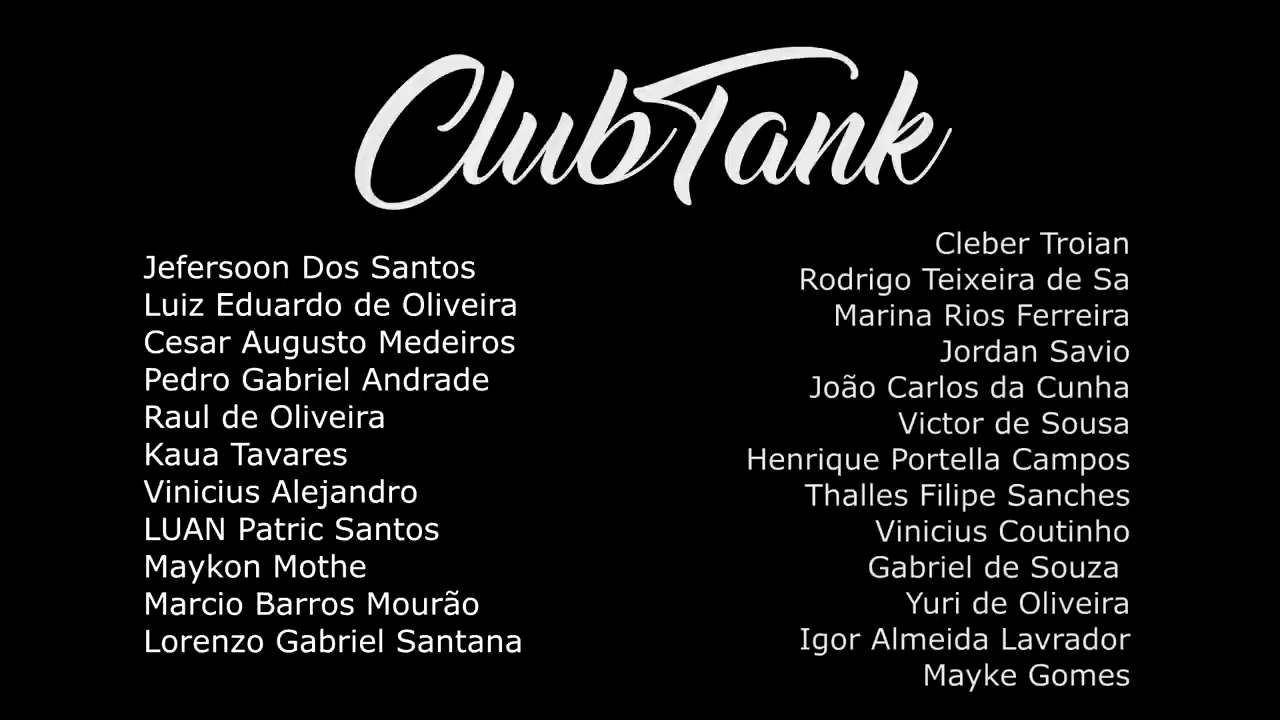 ClubTank
Jefersoon Dos Santos
Luiz Eduardo de Oliveira
Cesar Augusto Medeiros
Pedro Gabriel Andrade
Raul de Oliveira
Kaua Tavares
Vinicius Alejandro
LUAN Patric Santos
Maykon Mothe
Marcio Barros Mourão
Lorenzo Gabriel Santana
Cleber Troian
Rodrigo Teixeira de Sa
Marina Rios Ferreira
Jordan Savio
João Carlos da Cunha
Victor de Sousa
Henrique Portella Campos
Thalles Filipe Sanches
Vinicius Coutinho
Gabriel de Souza
Yuri de Oliveira
Igor Almeida Lavrador
Mayke Gomes